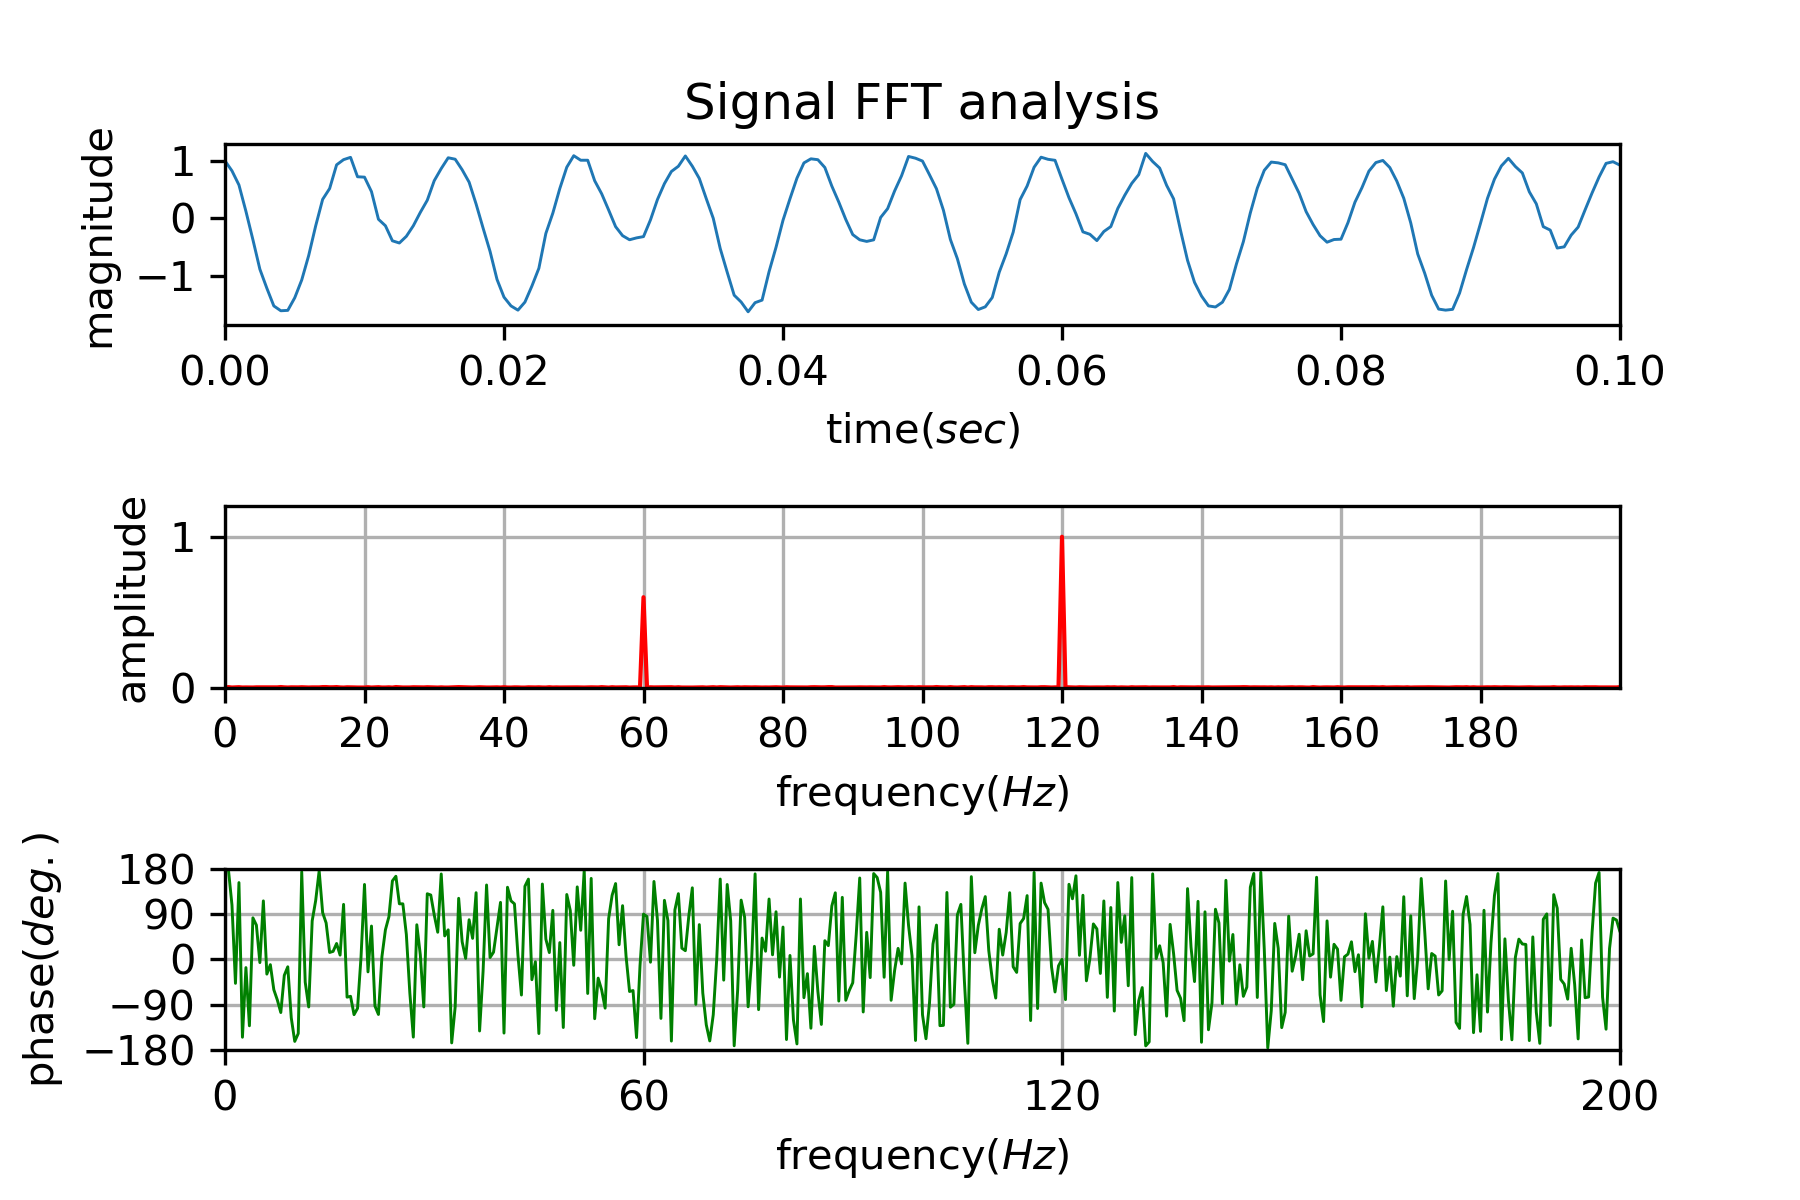 Signal FFT analysis
magnitude
1
0
−1
0.00 0.02 0.04 0.06 0.08 0.10
time(sec)
amplitude
1
0
0 20 40 60 80 100 120 140 160 180
frequency(Hz)
phase(deg.)
180
90
0
−90
−180
0 60 120 200
frequency(Hz)